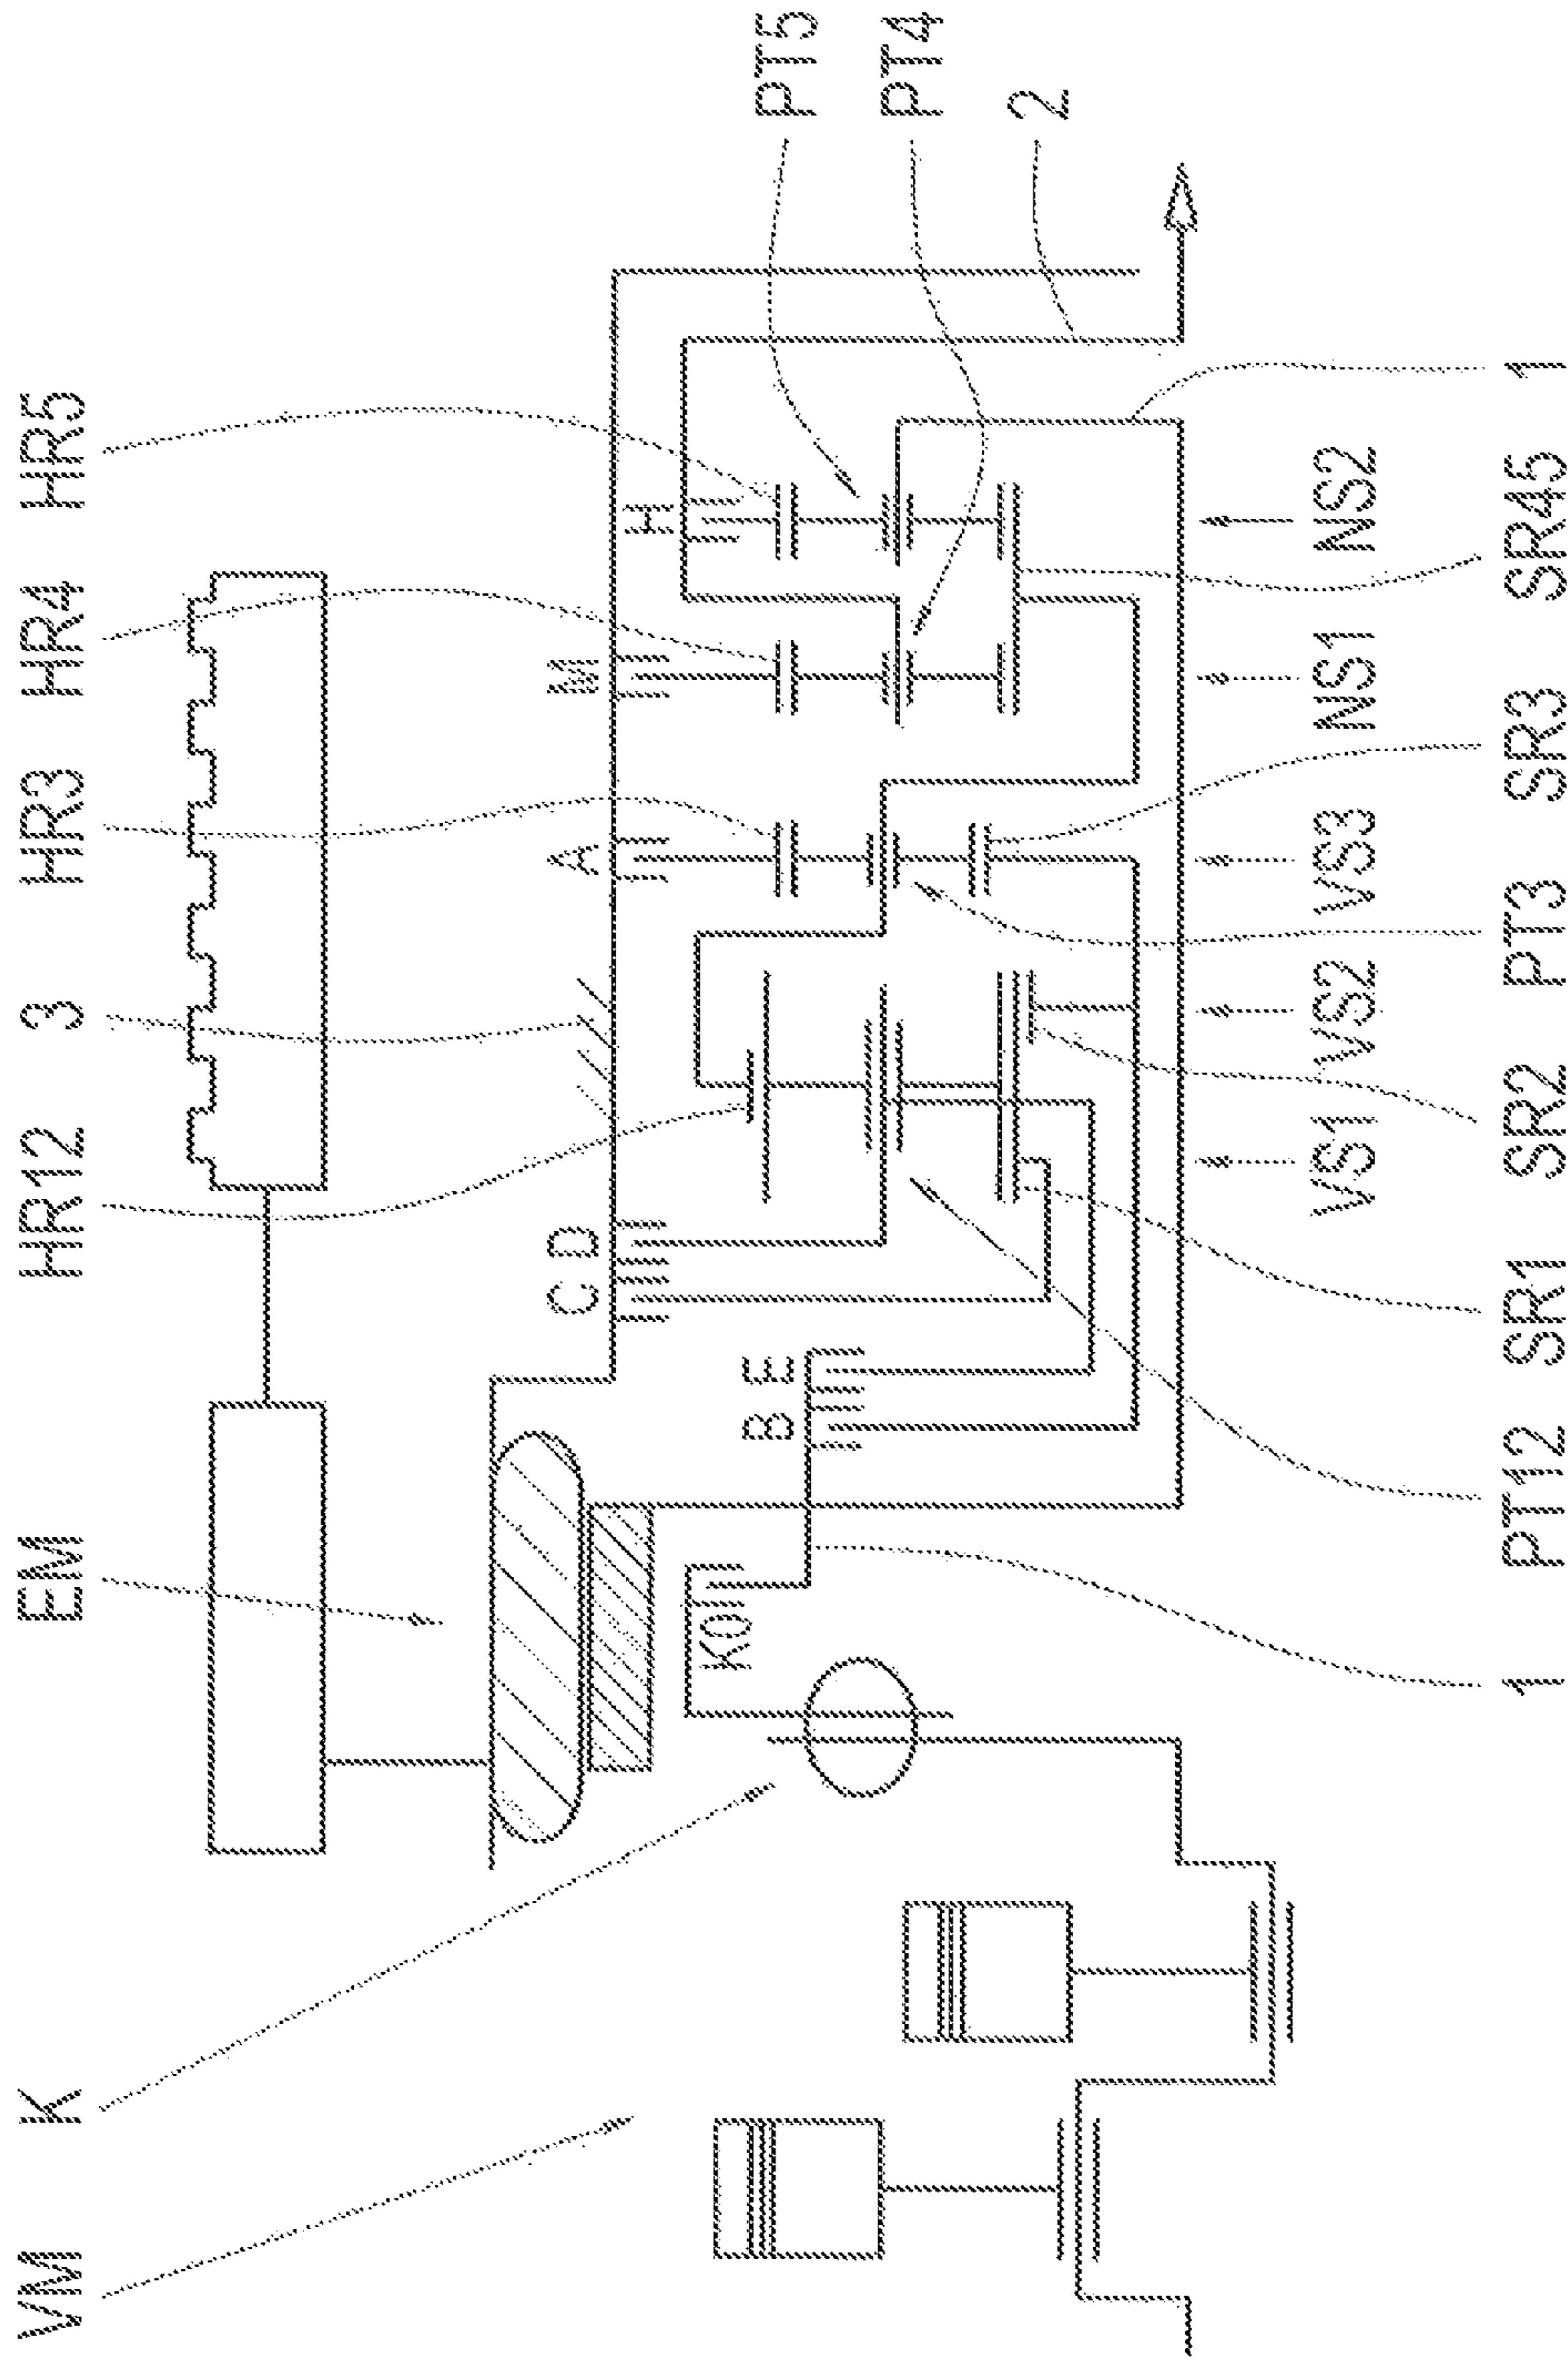 VM K EM HR12 3 HR3 HR4 HR5
C D A M
H
K0
B E
PT5
PT4
2
VS1 VS2 VS3 NS1 NS2
1 PT12 SR1 SR2 PT3 SR3 SR45 1